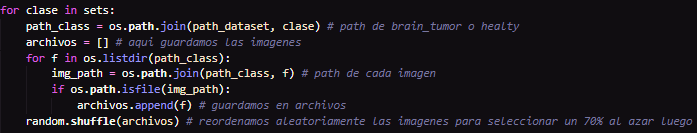 for clase in sets:
    path_class = os.path.join(path_dataset, clase) # path de brain_tumor o healty
    archivos = [] # aqui guardamos las imagenes
    for f in os.listdir(path_class):
        img_path = os.path.join(path_class, f) # path de cada imagen
        if os.path.isfile(img_path):
            archivos.append(f) # guardamos en archivos
    random.shuffle(archivos) # reordenamos aleatoriamente las imagenes para seleccionar un 70% al azar luego